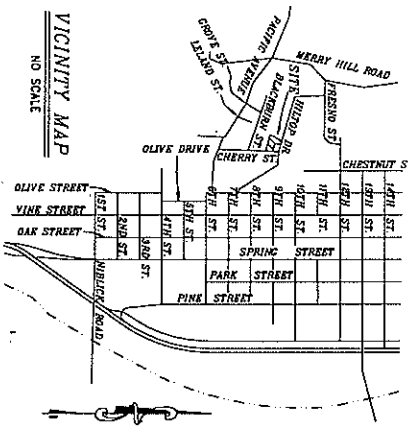 VICINITY MAP
NO SCALE
GROVE ST.
LELAND ST.
PACIFIC AVENUE
MERRY HILL ROAD
SITE
BLACKBURN ST.
HILLTOP DR.
FRESNO ST.
CHERRY ST.
OLIVE DRIVE
CHESTNUT S
OLIVE STREET
VINE STREET
OAK STREET
1ST. ST.
2ND. ST.
3RD. ST.
4TH ST.
5TH ST.
6TH ST.
7TH ST.
8TH ST.
9TH ST.
10TH ST.
11TH ST.
12TH ST.
13TH ST.
14TH ST.
SPRING STREET
PARK STREET
PINE STREET
NIBLICK ROAD